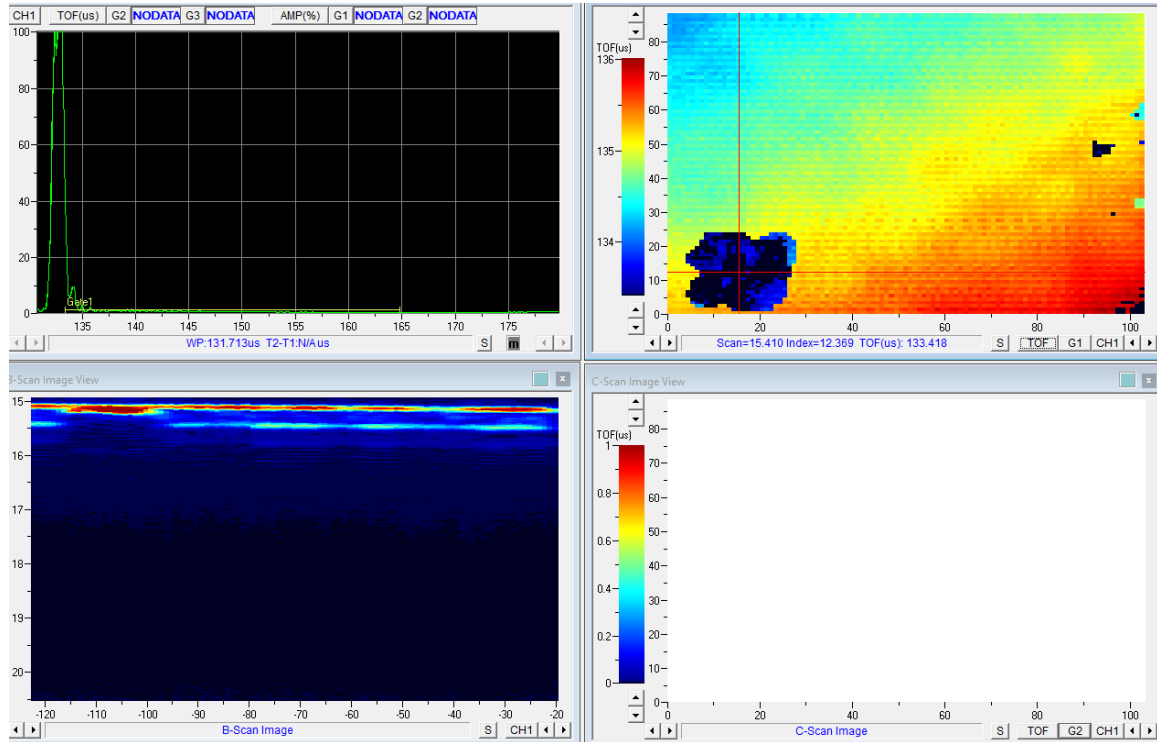 CH1 TOF(us) G2 NODATA G3 NODATA AMP(%) G1 NODATA G2 NODATA
100
80
60
40
20
0
Gate1
135 140 145 150 155 160 165 170 175
WP:131.713us T2-T1:N/A us S m
TOF(us)
136
135
134
80
70
60
50
40
30
20
10
0
0 20 40 60 80 100
Scan=15.410 Index=12.369 TOF(us): 133.418 S TOF G1 CH1
B-Scan Image View x
15
16
17
18
19
20
-120 -110 -100 -90 -80 -70 -60 -50 -40 -30 -20
B-Scan Image S CH1
C-Scan Image View x
TOF(us)
1
0.8
0.6
0.4
0.2
0
80
70
60
50
40
30
20
10
0
0 20 40 60 80 100
C-Scan Image S TOF G2 CH1